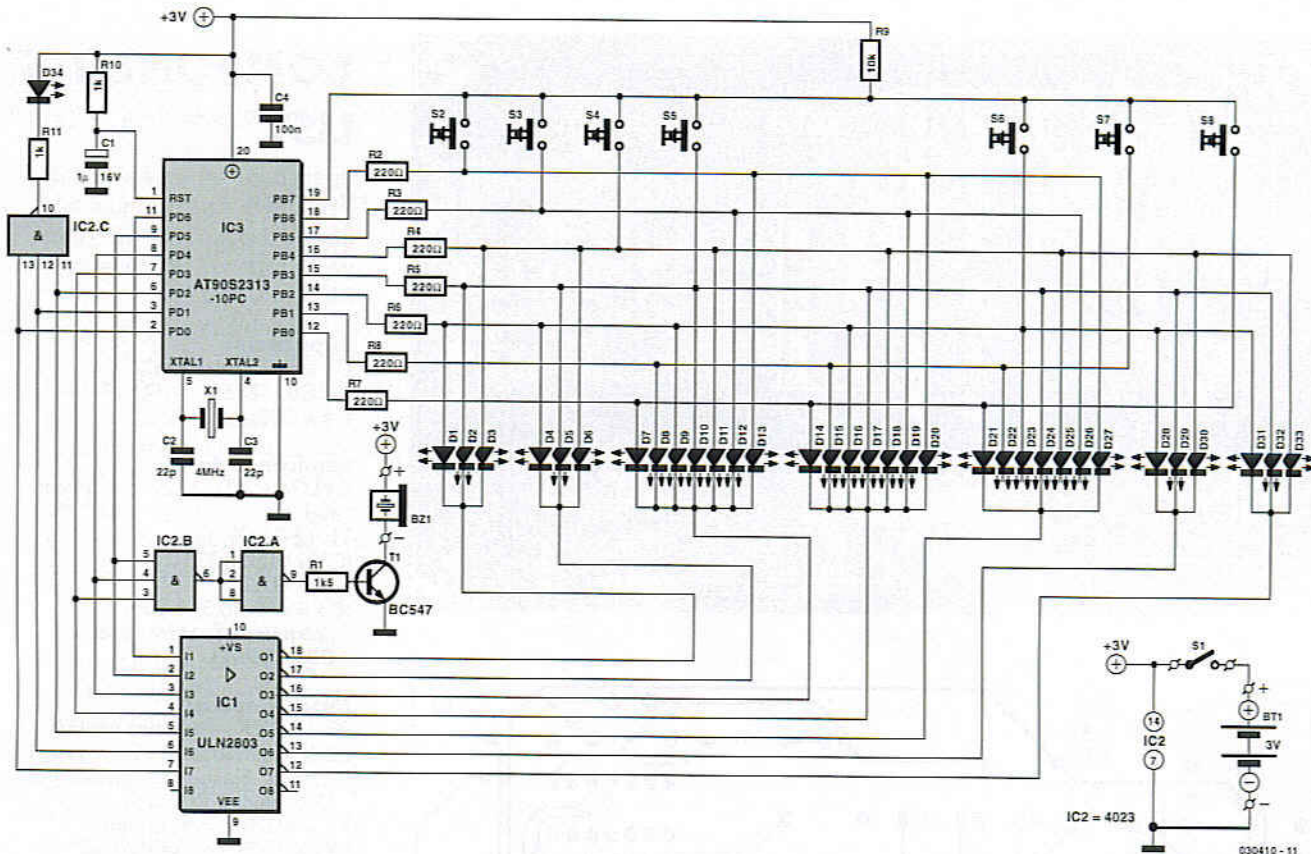 +3V
R9
10k
D34
R10
1k
R11
1k
C4
100n
C1
1µ 16V
S2 S3 S4 S5 S6 S7 S8
20
1 RST
11 PD6
9 PD5
8 PD4
7 PD3
6 PD2
3 PD1
2 PD0
IC3
AT90S2313
-10PC
PB7 19
PB6 18
PB5 17
PB4 16
PB3 15
PB2 14
PB1 13
PB0 12
XTAL1 XTAL2
5 4 10
R2
220Ω
R3
220Ω
R4
220Ω
R5
220Ω
R6
220Ω
R8
220Ω
R7
220Ω
10
&
IC2.C
13 12 11
X1
C2
22p
4MHz
C3
22p
+3V
+
BZ1
–
D1 D2 D3
D4 D5 D6
D7 D8 D9 D10 D11 D12 D13
D14 D15 D16 D17 D18 D19 D20
D21 D22 D23 D24 D25 D26 D27
D28 D29 D30
D31 D32 D33
IC2.B IC2.A
5
4
3
&
6
1
2
8
&
9
R1
1k5
T1
BC547
10
+VS
IC1
ULN2803
1 I1
2 I2
3 I3
4 I4
5 I5
6 I6
7 I7
8 I8
O1 18
O2 17
O3 16
O4 15
O5 14
O6 13
O7 12
O8 11
VEE
9
+3V
S1
14
IC2
7
+
BT1
3V
–
IC2 = 4023
030410 - 11